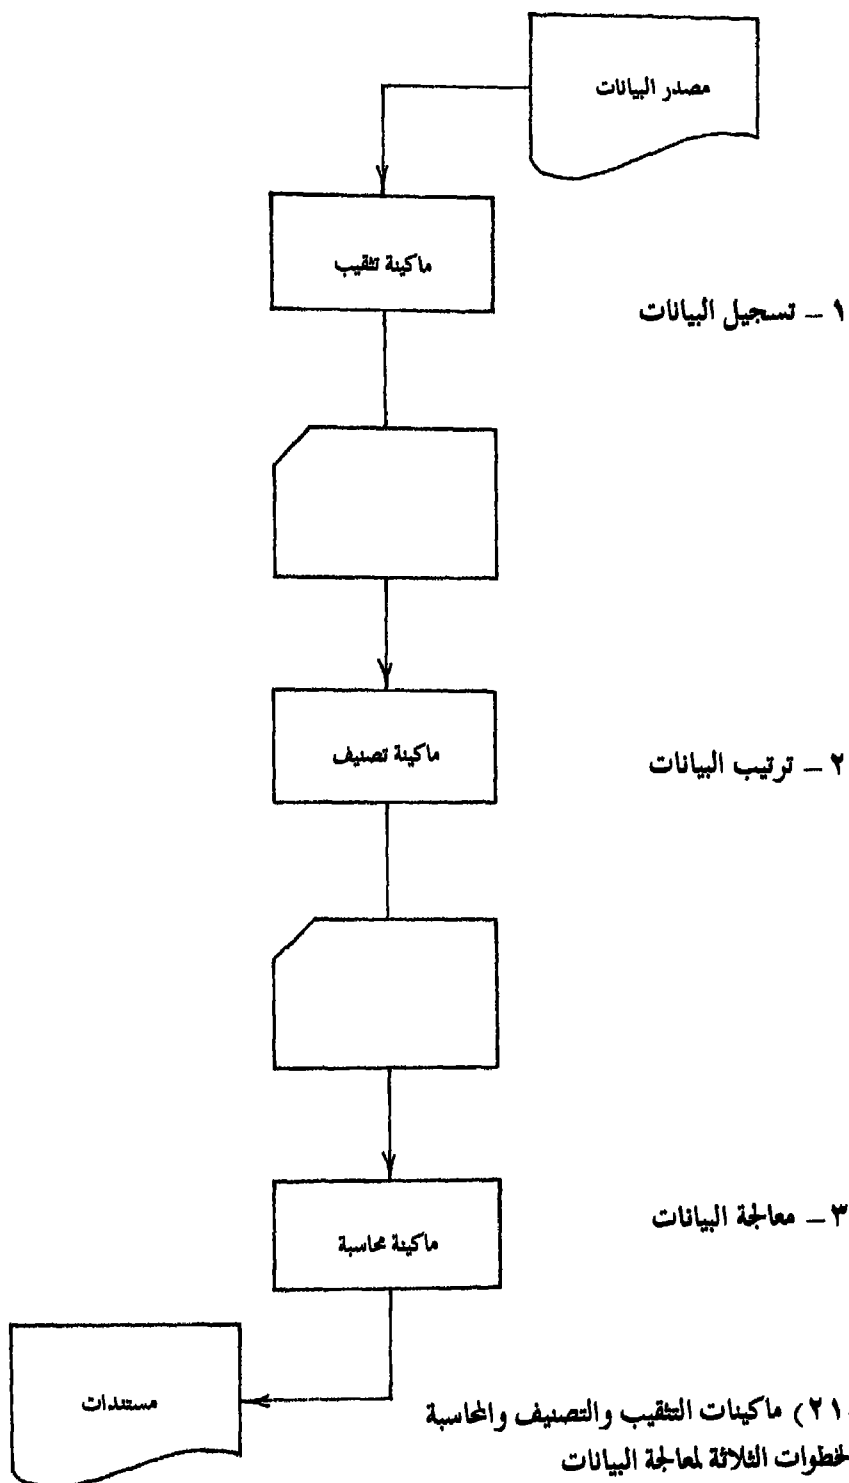 مصدر البيانات
ماكينة تثقيب
١ – تسجيل البيانات
ماكينة تصنيف
٢ – ترتيب البيانات
ماكينة محاسبة
٣ – معالجة البيانات
مستندات
٢١) ماكينات التثقيب والتصنيف والمحاسبة
لخطوات الثلاثة لمعالجة البيانات